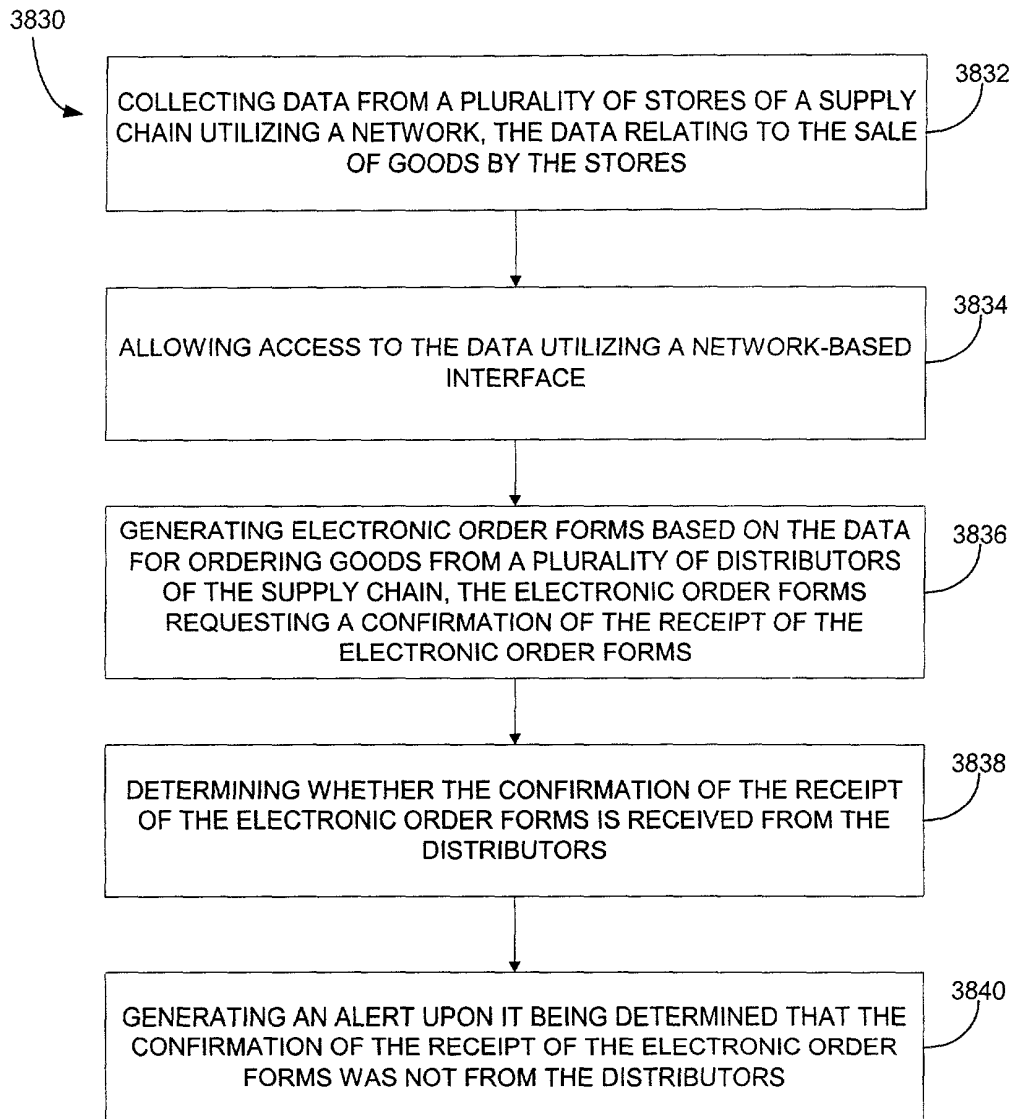 3830
3832
COLLECTING DATA FROM A PLURALITY OF STORES OF A SUPPLY
CHAIN UTILIZING A NETWORK, THE DATA RELATING TO THE SALE
OF GOODS BY THE STORES
3834
ALLOWING ACCESS TO THE DATA UTILIZING A NETWORK-BASED
INTERFACE
3836
GENERATING ELECTRONIC ORDER FORMS BASED ON THE DATA
FOR ORDERING GOODS FROM A PLURALITY OF DISTRIBUTORS
OF THE SUPPLY CHAIN, THE ELECTRONIC ORDER FORMS
REQUESTING A CONFIRMATION OF THE RECEIPT OF THE
ELECTRONIC ORDER FORMS
3838
DETERMINING WHETHER THE CONFIRMATION OF THE RECEIPT
OF THE ELECTRONIC ORDER FORMS IS RECEIVED FROM THE
DISTRIBUTORS
3840
GENERATING AN ALERT UPON IT BEING DETERMINED THAT THE
CONFIRMATION OF THE RECEIPT OF THE ELECTRONIC ORDER
FORMS WAS NOT FROM THE DISTRIBUTORS